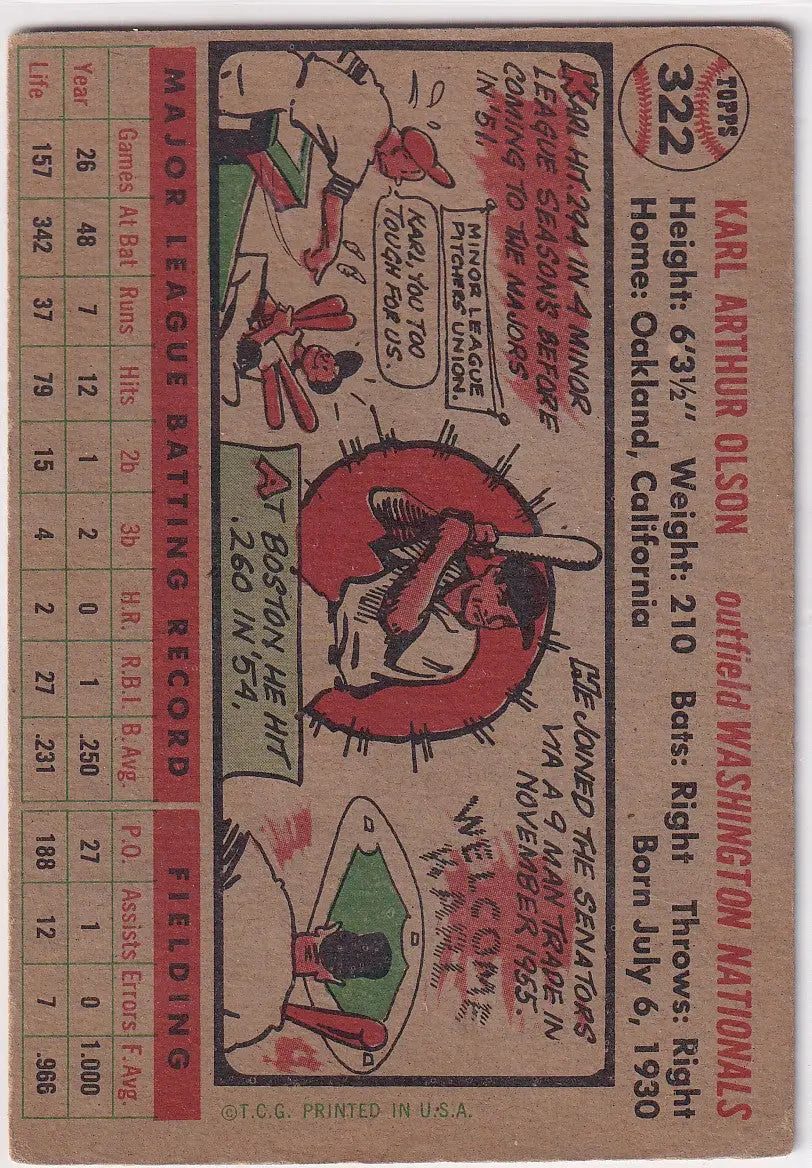 TOPPS
322
KARL ARTHUR OLSON outfield WASHINGTON NATIONALS
Height: 6'3½" Weight: 210 Bats: Right Throws: Right
Home: Oakland, California Born July 6, 1930
KARL HIT .294 IN 4 MINOR
LEAGUE SEASONS BEFORE
COMING TO THE MAJORS
IN '51.
MINOR LEAGUE
PITCHERS UNION.
KARL, YOU TOO
TOUGH FOR US.
AT BOSTON HE HIT
.260 IN '54.
HE JOINED THE SENATORS
VIA A 9 MAN TRADE IN
NOVEMBER 1955.
WELCOME
MAJOR LEAGUE BATTING RECORD FIELDING
Games At Bat Runs Hits 2b 3b H.R. R.B.I. B.Avg. P.O. Assists Errors F.Avg.
Year 26 48 7 12 1 2 0 1 .250 27 1 0 1.000
Life 157 342 37 79 15 4 2 27 .231 188 12 7 .966
©T.C.G. PRINTED IN U.S.A.